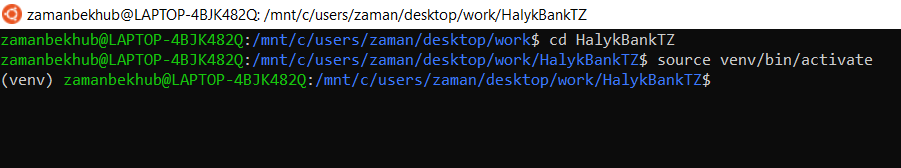 zamanbekhub@LAPTOP-4BJK482Q: /mnt/c/users/zaman/desktop/work/HalykBankTZ
zamanbekhub@LAPTOP-4BJK482Q:/mnt/c/users/zaman/desktop/work$ cd HalykBankTZ
zamanbekhub@LAPTOP-4BJK482Q:/mnt/c/users/zaman/desktop/work/HalykBankTZ$ source venv/bin/activate
(venv) zamanbekhub@LAPTOP-4BJK482Q:/mnt/c/users/zaman/desktop/work/HalykBankTZ$